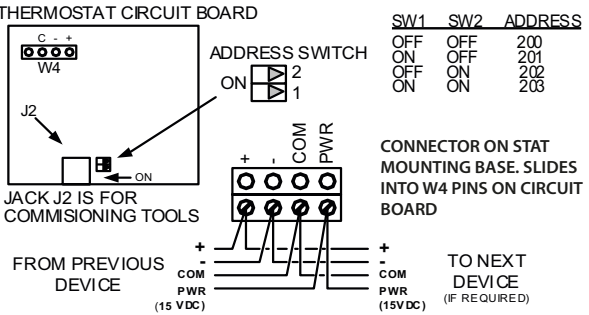 THERMOSTAT CIRCUIT BOARD
C - +
W4
J2
ON
JACK J2 IS FOR
COMMISIONING TOOLS
ADDRESS SWITCH
ON
2
1
SW1 SW2 ADDRESS
OFF OFF 200
ON OFF 201
OFF ON 202
ON ON 203
+ - COM PWR
CONNECTOR ON STAT
MOUNTING BASE. SLIDES
INTO W4 PINS ON CIRCUIT
BOARD
FROM PREVIOUS
DEVICE
+
-
COM
PWR
(15 VDC)
+
-
COM
PWR
(15VDC)
TO NEXT
DEVICE
(IF REQUIRED)